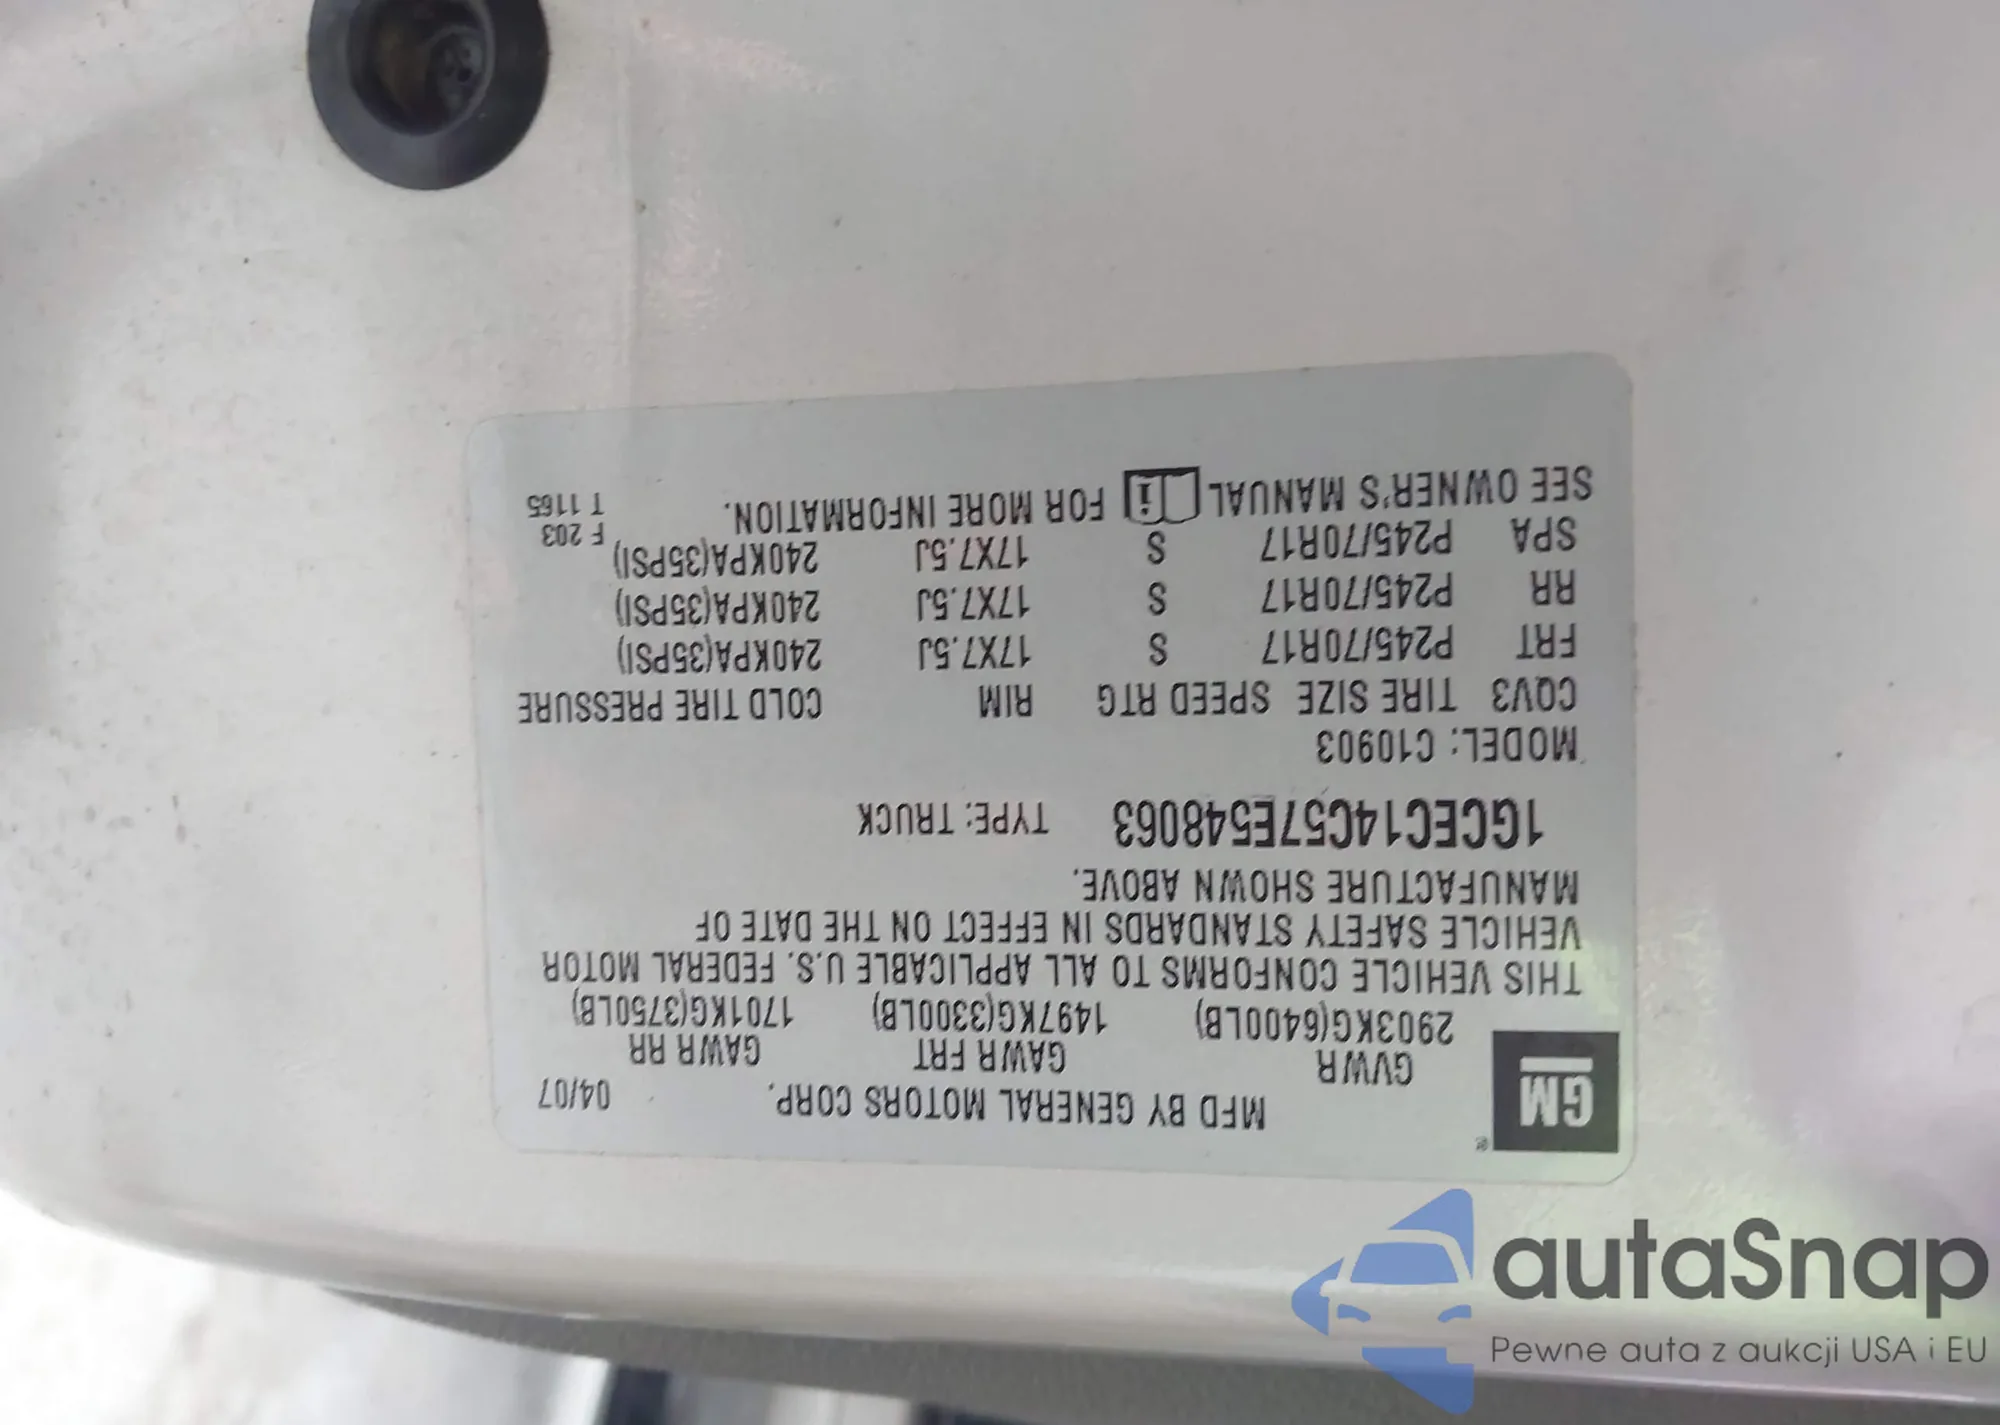 GM
®
MFD BY GENERAL MOTORS CORP. 04/07
GVWR GAWR FRT GAWR RR
2903KG(6400LB) 1497KG(3300LB) 1701KG(3750LB)
THIS VEHICLE CONFORMS TO ALL APPLICABLE U.S. FEDERAL MOTOR
VEHICLE SAFETY STANDARDS IN EFFECT ON THE DATE OF
MANUFACTURE SHOWN ABOVE.
1GCEC14C57E548063 TYPE: TRUCK
MODEL: C10903
CQV3 TIRE SIZE SPEED RTG RIM COLD TIRE PRESSURE
FRT P245/70R17 S 17X7.5J 240KPA(35PSI)
RR P245/70R17 S 17X7.5J 240KPA(35PSI)
SPA P245/70R17 S 17X7.5J 240KPA(35PSI)
SEE OWNER'S MANUAL i FOR MORE INFORMATION.
F 203
T 1165
autaSnap
Pewne auta z aukcji USA i EU